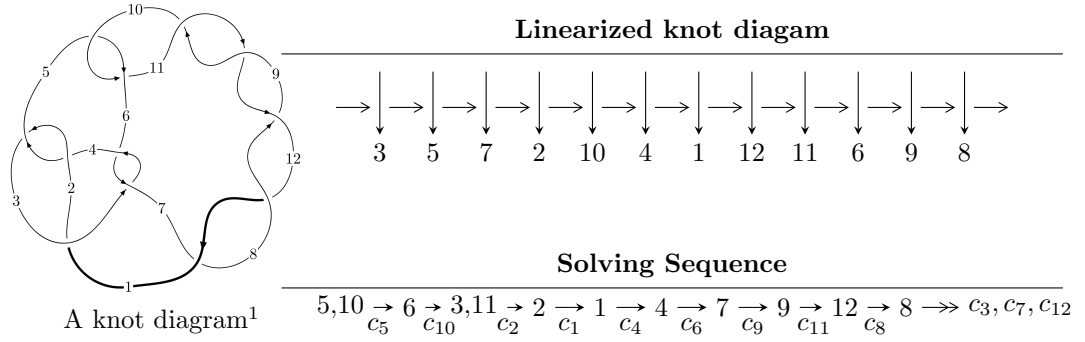 10
5
11
9
6
4
12
2
3
7
8
1
A knot diagram¹
Linearized knot diagam
3 5 7 2 10 4 1 12 11 6 9 8
Solving Sequence
5,10 → 6 → 3,11 → 2 → 1 → 4 → 7 → 9 → 12 → 8 ↠ c₃, c₇, c₁₂
c₅ c₁₀ c₂ c₁ c₄ c₆ c₉ c₁₁ c₈